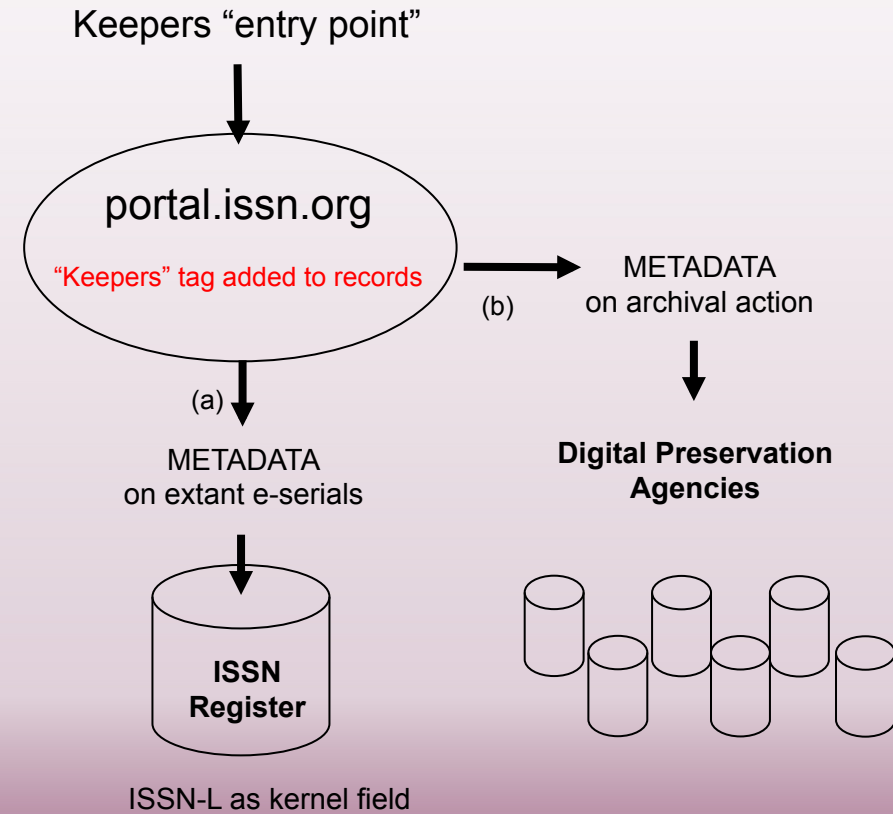 Keepers “entry point”
portal.issn.org
“Keepers” tag added to records
(b)
METADATA
on archival action
Digital Preservation
Agencies
(a)
METADATA
on extant e-serials
ISSN
Register
ISSN-L as kernel field